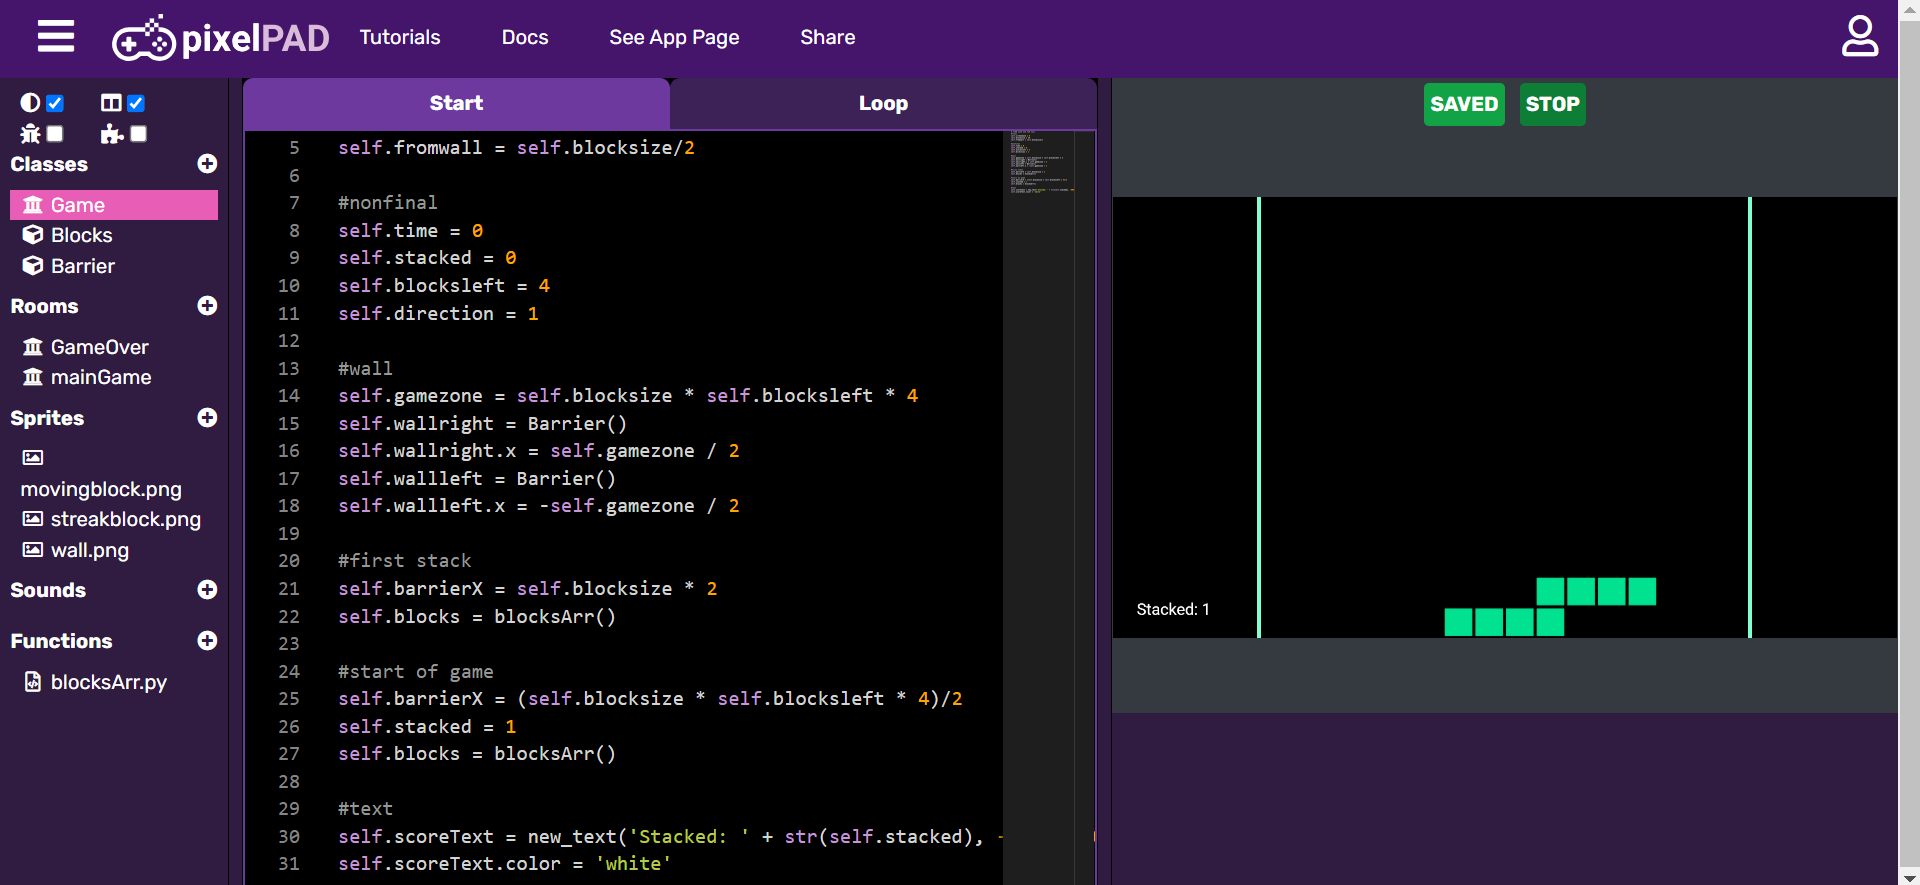 pixelPAD Tutorials Docs See App Page Share
Classes
Game
Blocks
Barrier
Rooms
GameOver
mainGame
Sprites
movingblock.png
streakblock.png
wall.png
Sounds
Functions
blocksArr.py
Start Loop
5 self.fromwall = self.blocksize/2
6
7 #nonfinal
8 self.time = 0
9 self.stacked = 0
10 self.blocksleft = 4
11 self.direction = 1
12
13 #wall
14 self.gamezone = self.blocksize * self.blocksleft * 4
15 self.wallright = Barrier()
16 self.wallright.x = self.gamezone / 2
17 self.wallleft = Barrier()
18 self.wallleft.x = -self.gamezone / 2
19
20 #first stack
21 self.barrierX = self.blocksize * 2
22 self.blocks = blocksArr()
23
24 #start of game
25 self.barrierX = (self.blocksize * self.blocksleft * 4)/2
26 self.stacked = 1
27 self.blocks = blocksArr()
28
29 #text
30 self.scoreText = new_text('Stacked: ' + str(self.stacked), -
31 self.scoreText.color = 'white'
SAVED STOP
Stacked: 1